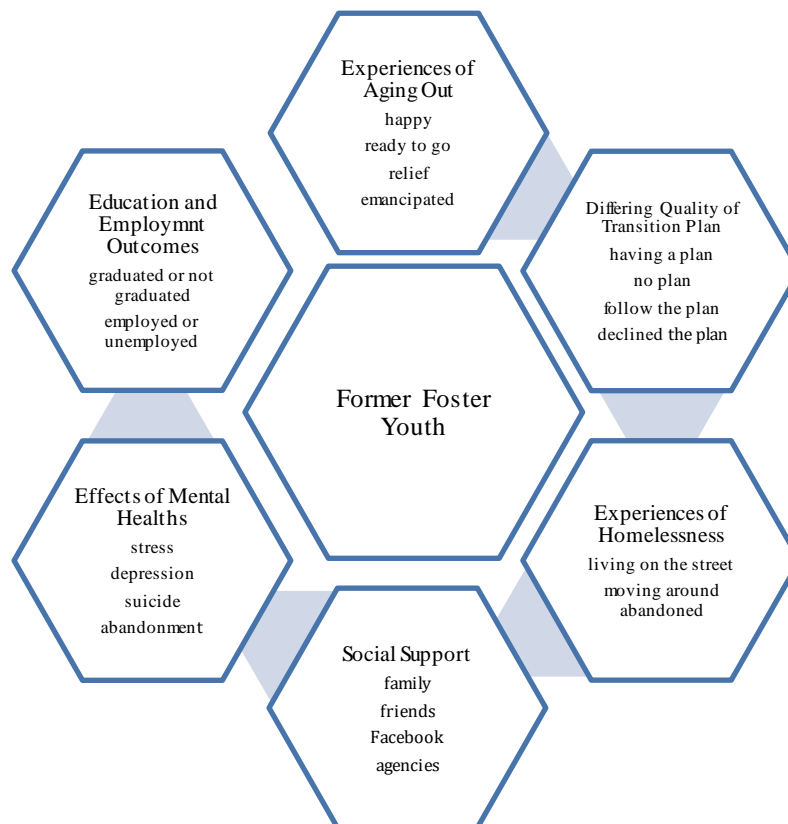 Experiences of
Aging Out
happy
ready to go
relief
emancipated
Differing Quality of
Transition Plan
having a plan
no plan
follow the plan
declined the plan
Experiences of
Homelessness
living on the street
moving around
abandoned
Social Support
family
friends
Facebook
agencies
Effects of Mental
Healths
stress
depression
suicide
abandonment
Education and
Employmnt
Outcomes
graduated or not
graduated
employed or
unemployed
Former Foster
Youth